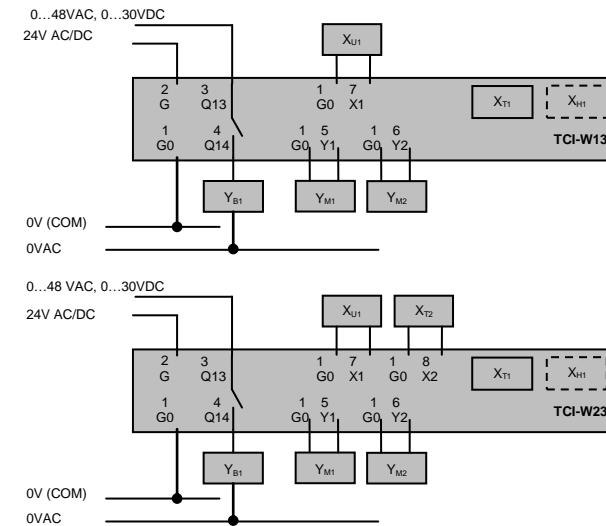 0…48VAC, 0…30VDC
24V AC/DC
XU1
2 3 1 7
G Q13 G0 X1
XT1 XH1
1 4 1 5 1 6
G0 Q14 G0 Y1 G0 Y2
TCI-W13
YB1 YM1 YM2
0V (COM)
0VAC
0…48 VAC, 0…30VDC
24V AC/DC
XU1 XT2
2 3 1 7 1 8
G Q13 G0 X1 G0 X2
XT1 XH1
1 4 1 5 1 6
G0 Q14 G0 Y1 G0 Y2
TCI-W23
YB1 YM1 YM2
0V (COM)
0VAC